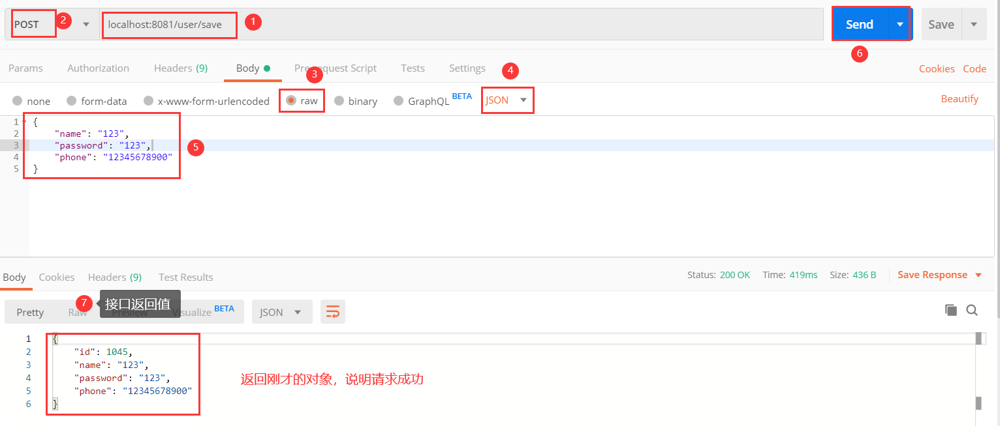 POST 2 localhost:8081/user/save 1 Send Save
6
Params Authorization Headers (9) Body Pre-request Script Tests Settings Cookies Code
3 4
none form-data x-www-form-urlencoded raw binary GraphQL BETA JSON Beautify
1 {
2 "name": "123",
3 "password": "123",
5
4 "phone": "12345678900"
5 }
Body Cookies Headers (9) Test Results Status: 200 OK Time: 419ms Size: 436 B Save Response
7 接口返回值
Pretty Raw Preview Visualize BETA JSON
1 {
2 "id": 1045,
3 "name": "123",
4 "password": "123",
返回刚才的对象，说明请求成功
5 "phone": "12345678900"
6 }